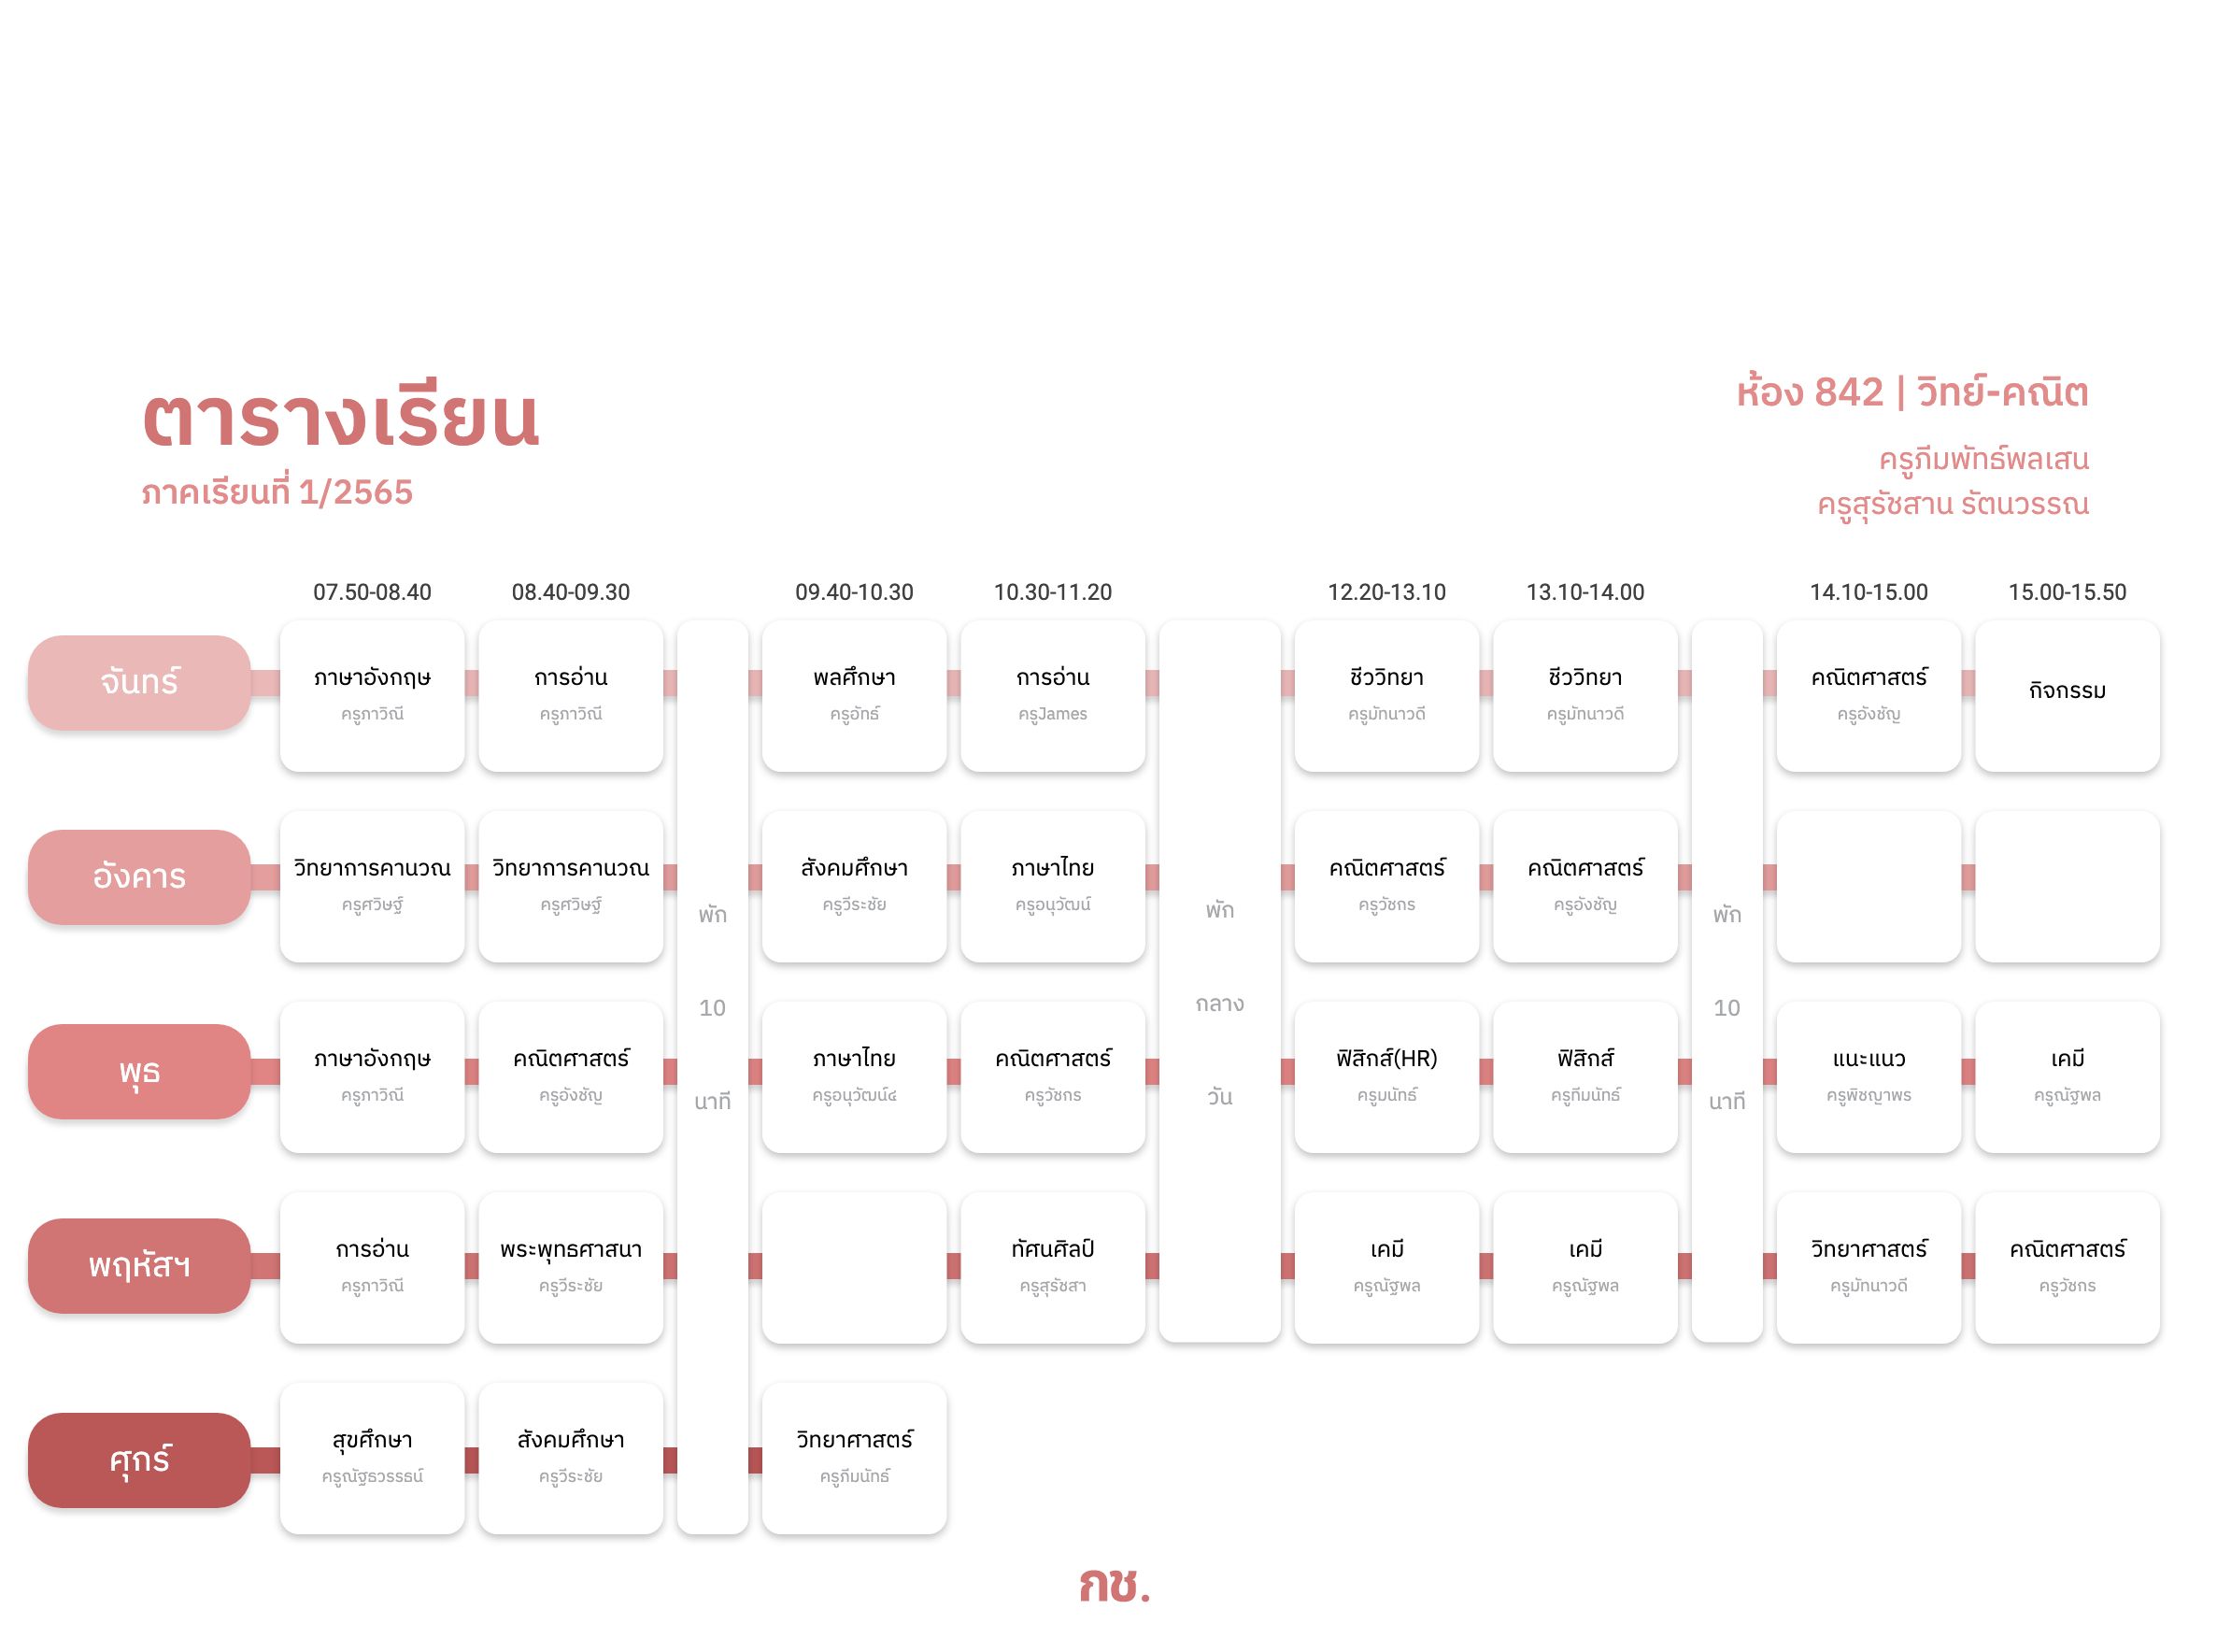 ตารางเรียน
ภาคเรียนที่ 1/2565
ห้อง 842 | วิทย์-คณิต
ครูภีมพัทธ์พลเสน
ครูสุรัชสาน รัตนวรรณ
07.50-08.40 08.40-09.30 09.40-10.30 10.30-11.20 12.20-13.10 13.10-14.00 14.10-15.00 15.00-15.50
จันทร์
ภาษาอังกฤษ การอ่าน พลศึกษา การอ่าน ชีววิทยา ชีววิทยา คณิตศาสตร์ กิจกรรม
ครูภาวิณี ครูภาวิณี ครูอัทธ์ ครูJames ครูมัทนาวดี ครูมัทนาวดี ครูอังชัญ
อังคาร
วิทยาการคานวณ วิทยาการคานวณ สังคมศึกษา ภาษาไทย คณิตศาสตร์ คณิตศาสตร์
ครูศวิษฐ์ ครูศวิษฐ์ ครูวีระชัย ครูอนุวัฒน์ ครูวัชกร ครูอังชัญ
พัก
10
นาที
พัก
กลาง
วัน
พัก
10
นาที
พุธ
ภาษาอังกฤษ คณิตศาสตร์ ภาษาไทย คณิตศาสตร์ ฟิสิกส์(HR) ฟิสิกส์ แนะแนว เคมี
ครูภาวิณี ครูอังชัญ ครูอนุวัฒน์๔ ครูวัชกร ครูมนัทธ์ ครูทีมนัทธ์ ครูพิชญาพร ครูณัฐพล
พฤหัสฯ
การอ่าน พระพุทธศาสนา ทัศนศิลป์ เคมี เคมี วิทยาศาสตร์ คณิตศาสตร์
ครูภาวิณี ครูวีระชัย ครูสุรัชสา ครูณัฐพล ครูณัฐพล ครูมัทนาวดี ครูวัชกร
ศุกร์
สุขศึกษา สังคมศึกษา วิทยาศาสตร์
ครูณัฐธวรรธน์ ครูวีระชัย ครูภีมนัทธ์
กช.